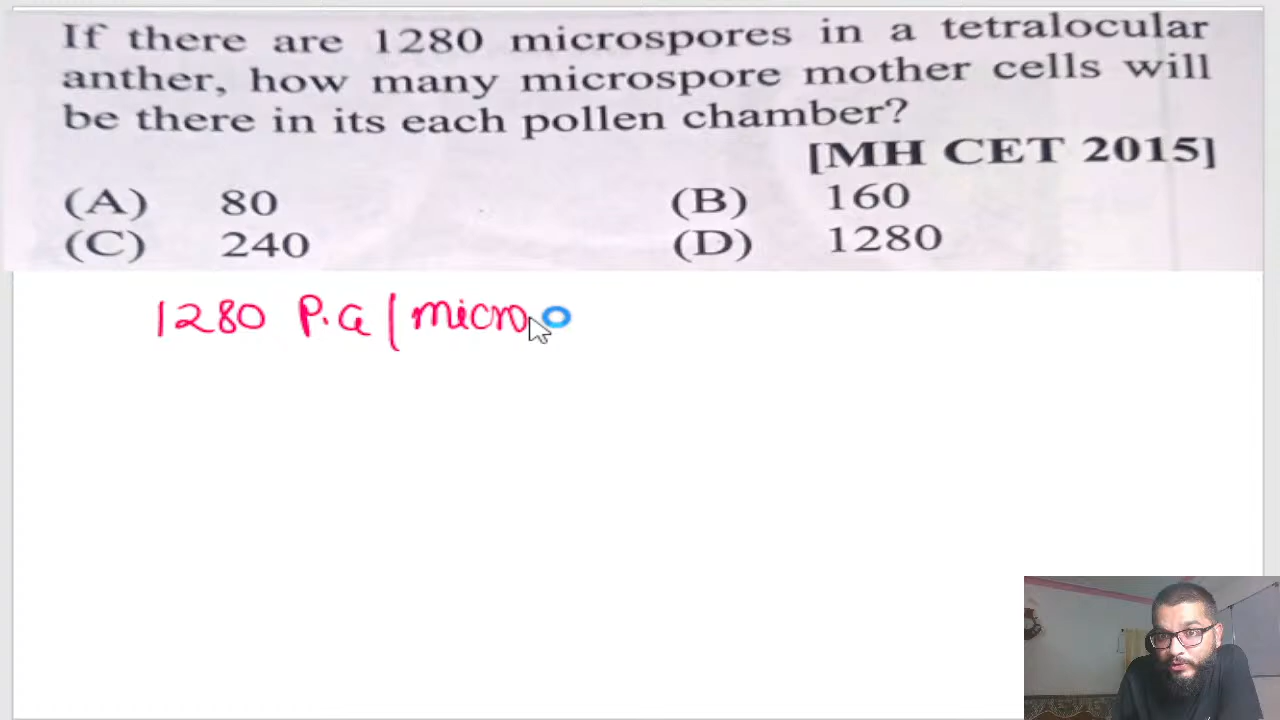 If there are 1280 microspores in a tetralocular
anther, how many microspore mother cells will
be there in its each pollen chamber?
[MH CET 2015]
(A) 80 (B) 160
(C) 240 (D) 1280
1280 P.G | micro